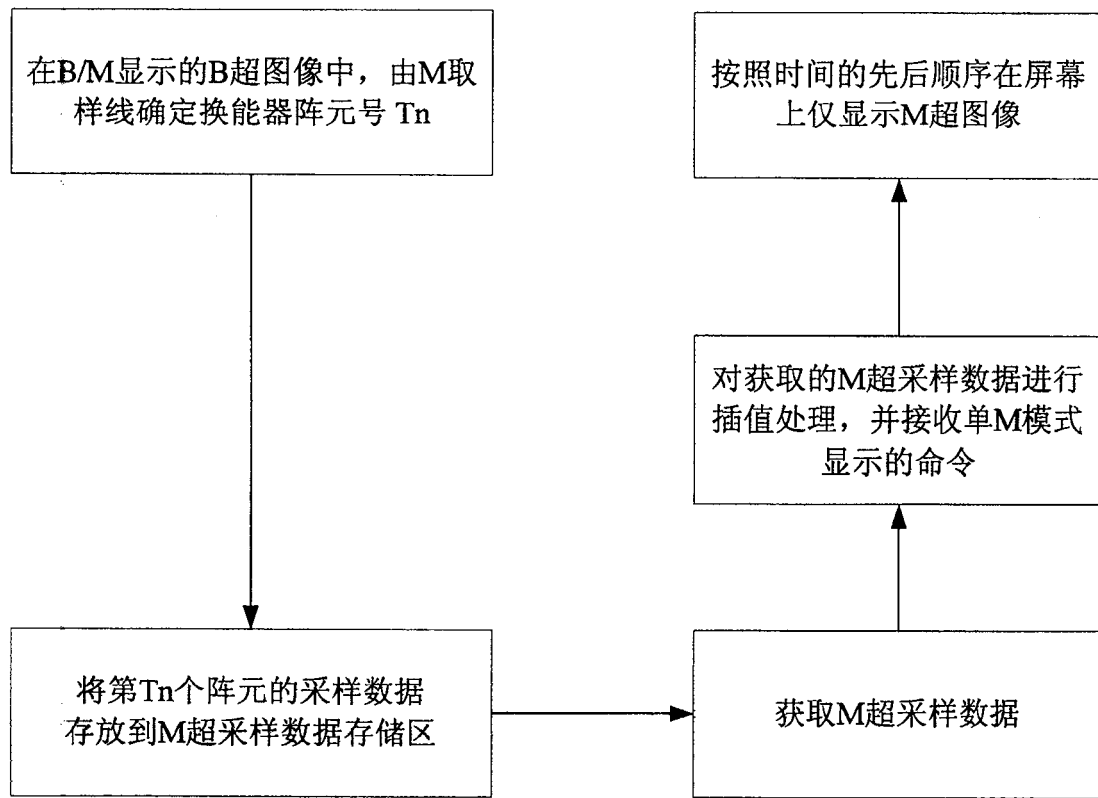 在B/M显示的B超图像中，由M取
样线确定换能器阵元号 Tn
将第Tn个阵元的采样数据
存放到M超采样数据存储区
获取M超采样数据
对获取的M超采样数据进行
插值处理，并接收单M模式
显示的命令
按照时间的先后顺序在屏幕
上仅显示M超图像